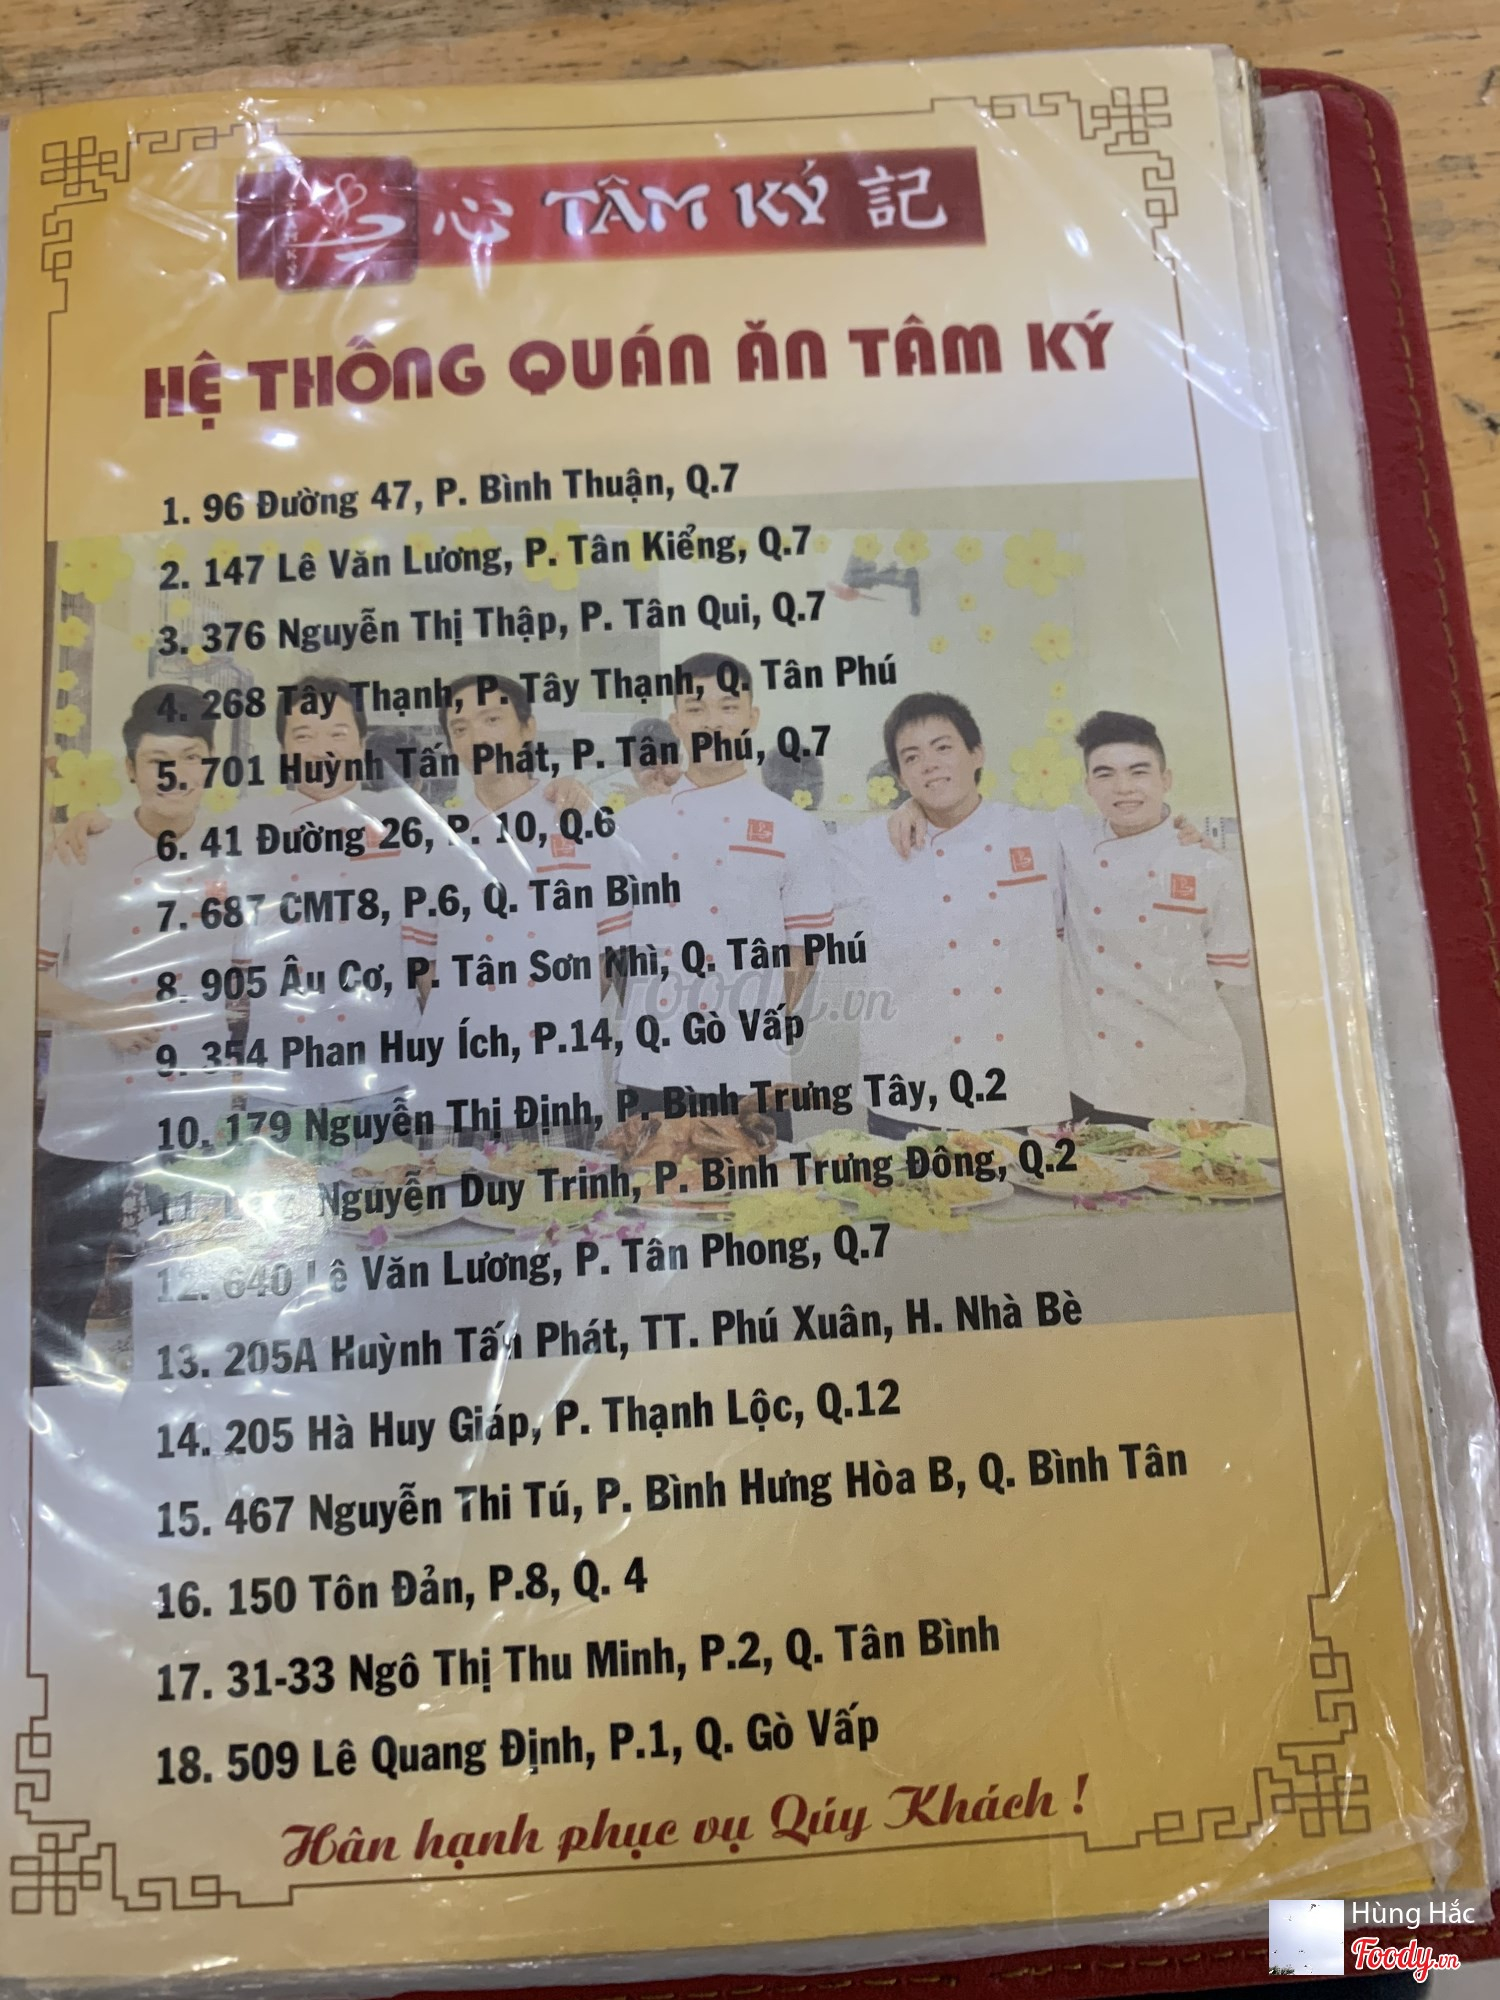 心 TÂM KÝ 記
HỆ THỐNG QUÁN ĂN TÂM KÝ
1. 96 Đường 47, P. Bình Thuận, Q.7
2. 147 Lê Văn Lương, P. Tân Kiểng, Q.7
3. 376 Nguyễn Thị Thập, P. Tân Qui, Q.7
4. 268 Tây Thạnh, P. Tây Thạnh, Q. Tân Phú
5. 701 Huỳnh Tấn Phát, P. Tân Phú, Q.7
6. 41 Đường 26, P. 10, Q.6
7. 687 CMT8, P.6, Q. Tân Bình
8. 905 Âu Cơ, P. Tân Sơn Nhì, Q. Tân Phú
9. 354 Phan Huy Ích, P.14, Q. Gò Vấp
10. 179 Nguyễn Thị Định, P. Bình Trưng Tây, Q.2
11. Nguyễn Duy Trinh, P. Bình Trưng Đông, Q.2
12. 640 Lê Văn Lương, P. Tân Phong, Q.7
13. 205A Huỳnh Tấn Phát, TT. Phú Xuân, H. Nhà Bè
14. 205 Hà Huy Giáp, P. Thạnh Lộc, Q.12
15. 467 Nguyễn Thi Tú, P. Bình Hưng Hòa B, Q. Bình Tân
16. 150 Tôn Đản, P.8, Q. 4
17. 31-33 Ngô Thị Thu Minh, P.2, Q. Tân Bình
18. 509 Lê Quang Định, P.1, Q. Gò Vấp
Hân hạnh phục vụ Qúy Khách !
Foody.vn
Hùng Hắc
Foody.vn